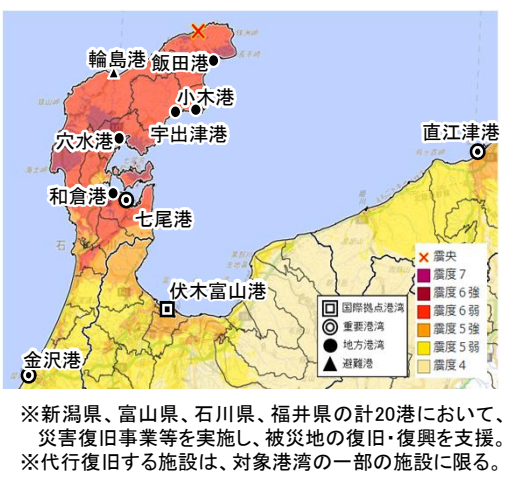 輪島港
飯田港
小木港
宇出津港
穴水港
和倉港
七尾港
直江津港
伏木富山港
金沢港
石
震央
震度7
震度6強
震度6弱
震度5強
震度5弱
震度4
国際拠点港湾
重要港湾
地方港湾
避難港
※新潟県、富山県、石川県、福井県の計20港において、
災害復旧事業等を実施し、被災地の復旧・復興を支援。
※代行復旧する施設は、対象港湾の一部の施設に限る。